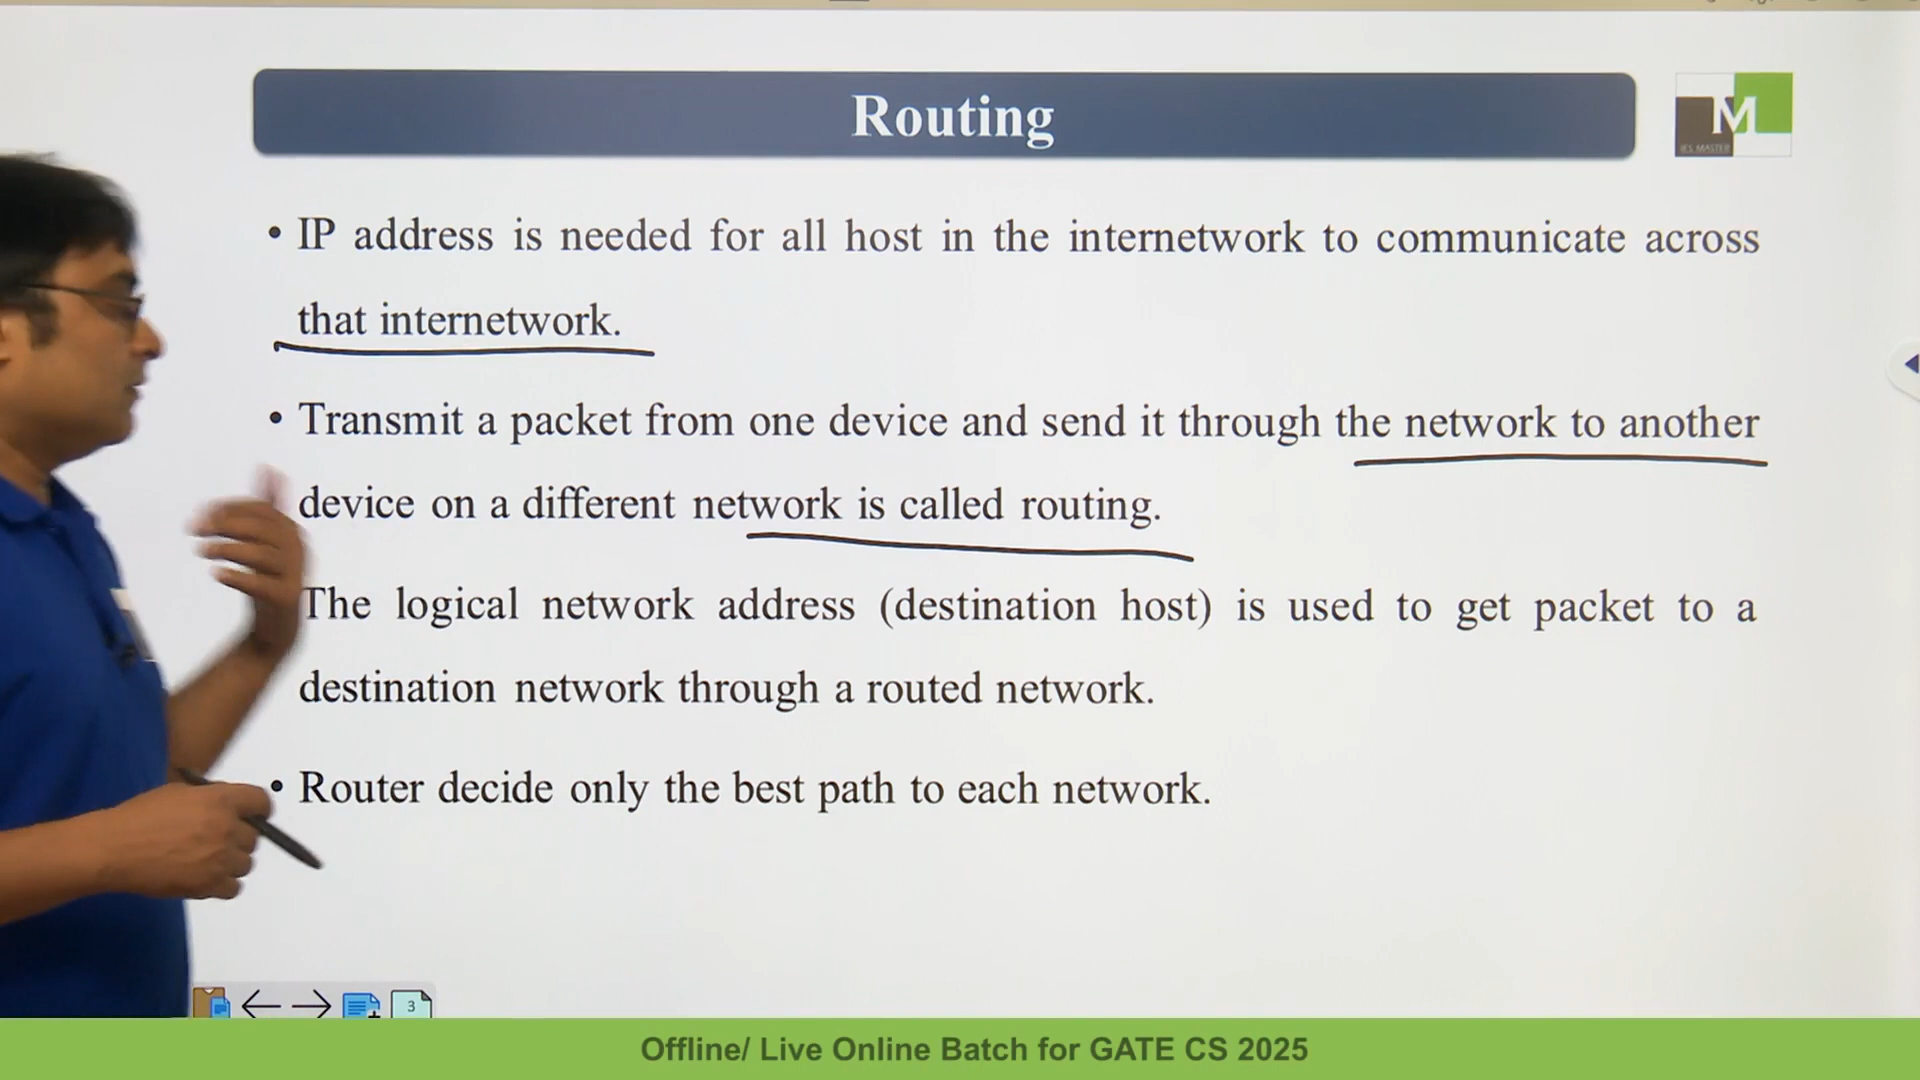 Routing
M
IES MASTER
• IP address is needed for all host in the internetwork to communicate across
that internetwork.
• Transmit a packet from one device and send it through the network to another
device on a different network is called routing.
The logical network address (destination host) is used to get packet to a
destination network through a routed network.
• Router decide only the best path to each network.
3
Offline/ Live Online Batch for GATE CS 2025